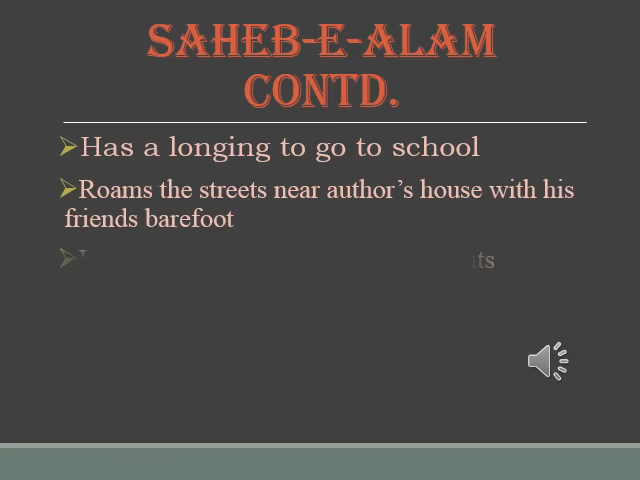 SAHEB-E-ALAM
CONTD.
Has a longing to go to school
Roams the streets near author’s house with his
friends barefoot